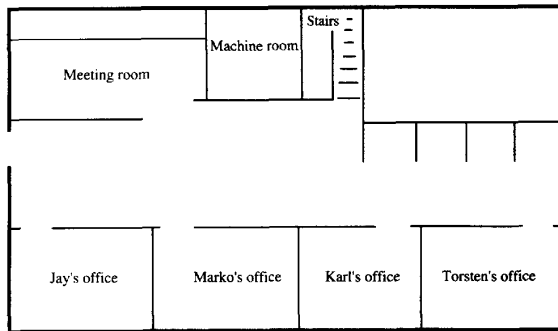 Stairs
Machine room
Meeting room
Jay's office
Marko's office
Karl's office
Torsten's office